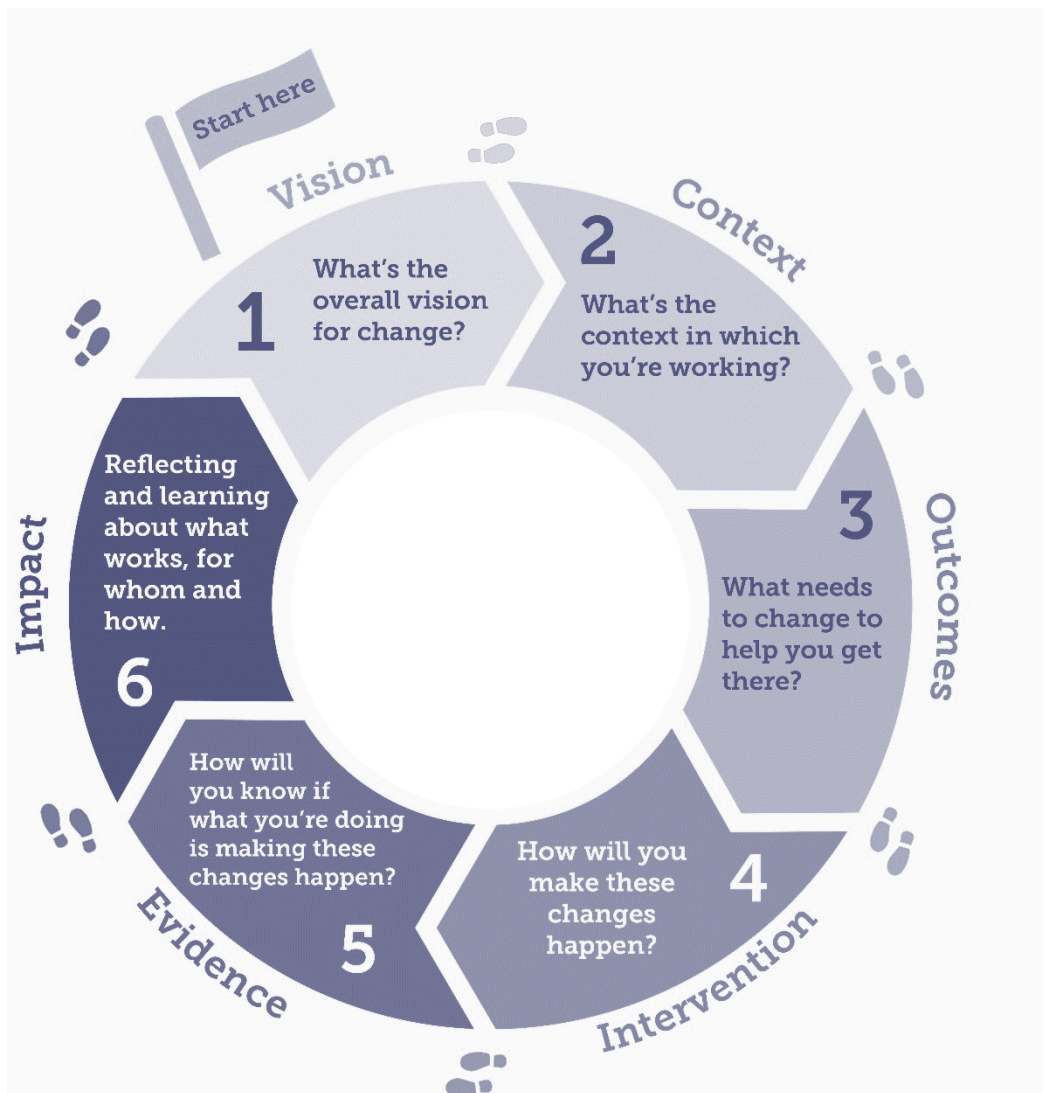 Start here
Vision
1
What's the
overall vision
for change?
Context
2
What's the
context in which
you're working?
Outcomes
3
What needs
to change to
help you get
there?
Intervention
4
How will you
make these
changes
happen?
Evidence
5
How will
you know if
what you're doing
is making these
changes happen?
Impact
6
Reflecting
and learning
about what
works, for
whom and
how.